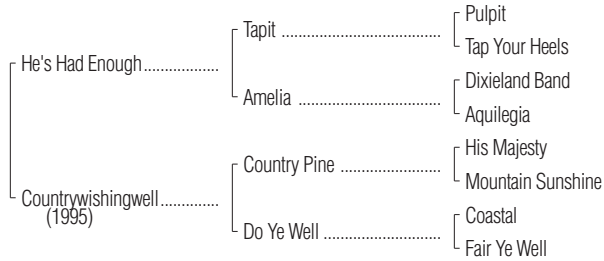 Pulpit
Tapit ........................................
Tap Your Heels
He's Had Enough..................
Dixieland Band
Amelia ....................................
Aquilegia
His Majesty
Country Pine .........................
Mountain Sunshine
Countrywishingwell..............
(1995)
Coastal
Do Ye Well .............................
Fair Ye Well